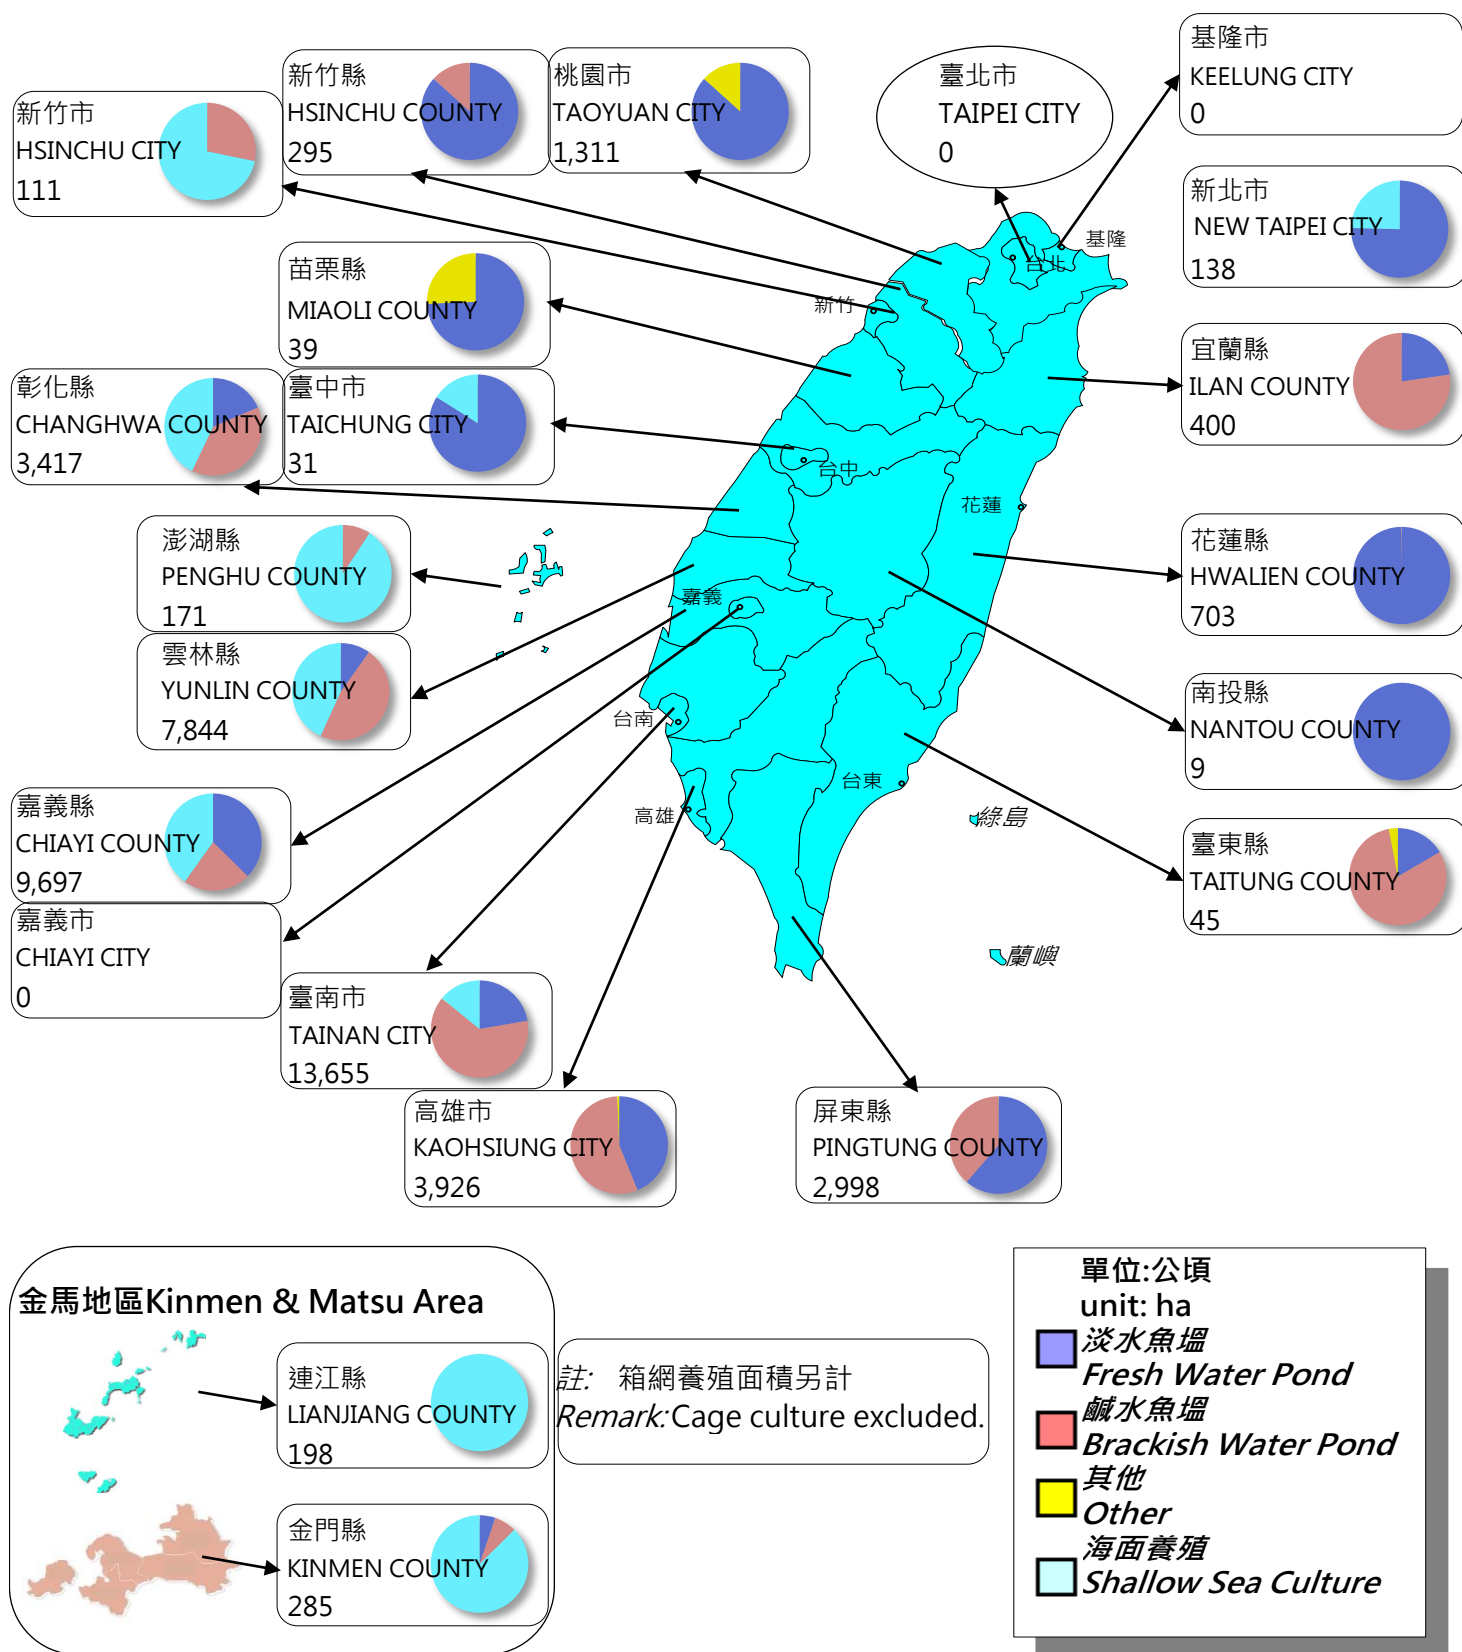 基隆市
KEELUNG CITY
0
臺北市
TAIPEI CITY
0
桃園市
TAOYUAN CITY
1,311
新竹縣
HSINCHU COUNTY
295
新竹市
HSINCHU CITY
111
新北市
NEW TAIPEI CITY
138
苗栗縣
MIAOLI COUNTY
39
宜蘭縣
ILAN COUNTY
400
彰化縣
CHANGHWA COUNTY
3,417
臺中市
TAICHUNG CITY
31
基隆
台北
新竹
台中
花蓮
嘉義
台南
高雄
台東
綠島
蘭嶼
澎湖縣
PENGHU COUNTY
171
花蓮縣
HWALIEN COUNTY
703
雲林縣
YUNLIN COUNTY
7,844
南投縣
NANTOU COUNTY
9
嘉義縣
CHIAYI COUNTY
9,697
臺東縣
TAITUNG COUNTY
45
嘉義市
CHIAYI CITY
0
臺南市
TAINAN CITY
13,655
高雄市
KAOHSIUNG CITY
3,926
屏東縣
PINGTUNG COUNTY
2,998
金馬地區Kinmen & Matsu Area
連江縣
LIANJIANG COUNTY
198
金門縣
KINMEN COUNTY
285
註: 箱網養殖面積另計
Remark:Cage culture excluded.
單位:公頃
unit: ha
淡水魚塭
Fresh Water Pond
鹹水魚塭
Brackish Water Pond
其他
Other
海面養殖
Shallow Sea Culture